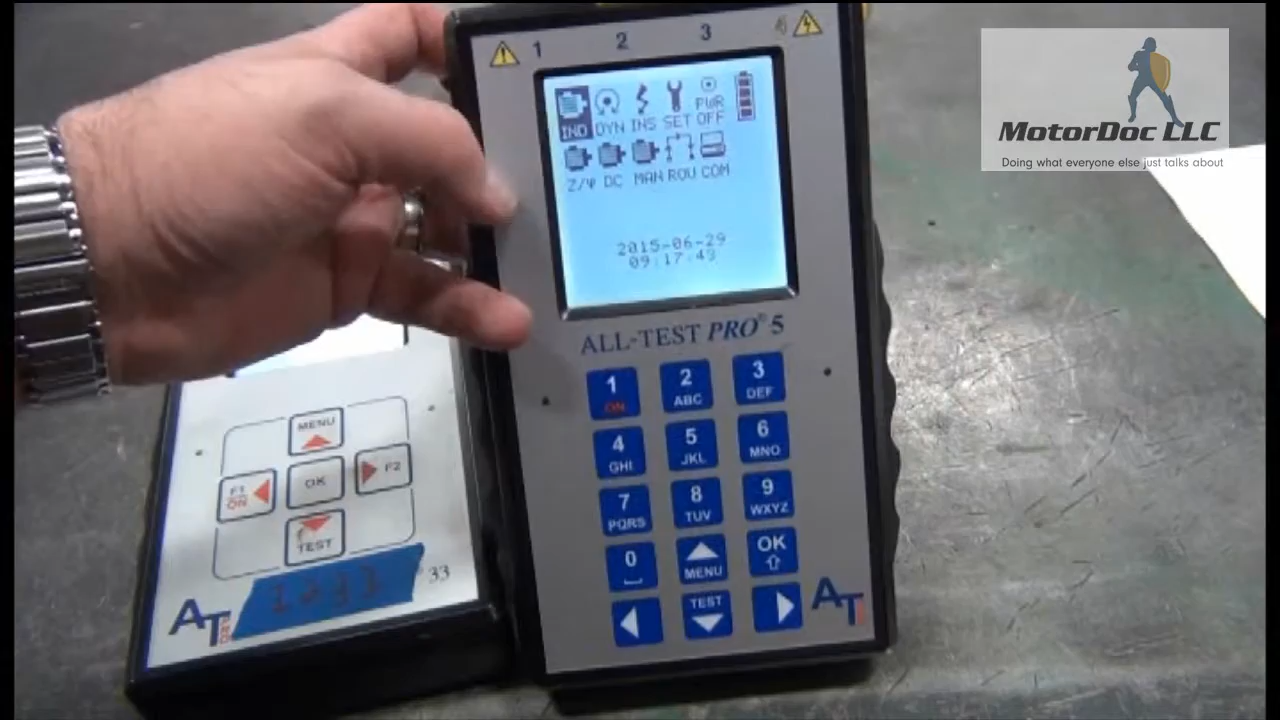 1 2 3
IND DYN INS SET PWR OFF
Z/Ψ DC MAN ROU COM
2015-06-29
09:17:43
ALL-TEST PRO® 5
1 ON
2 ABC
3 DEF
4 GHI
5 JKL
6 MNO
7 PQRS
8 TUV
9 WXYZ
0
MENU
OK
TEST
AT
MENU
F1 ON
OK
F2
TEST
33
AT
MotorDoc LLC
Doing what everyone else just talks about